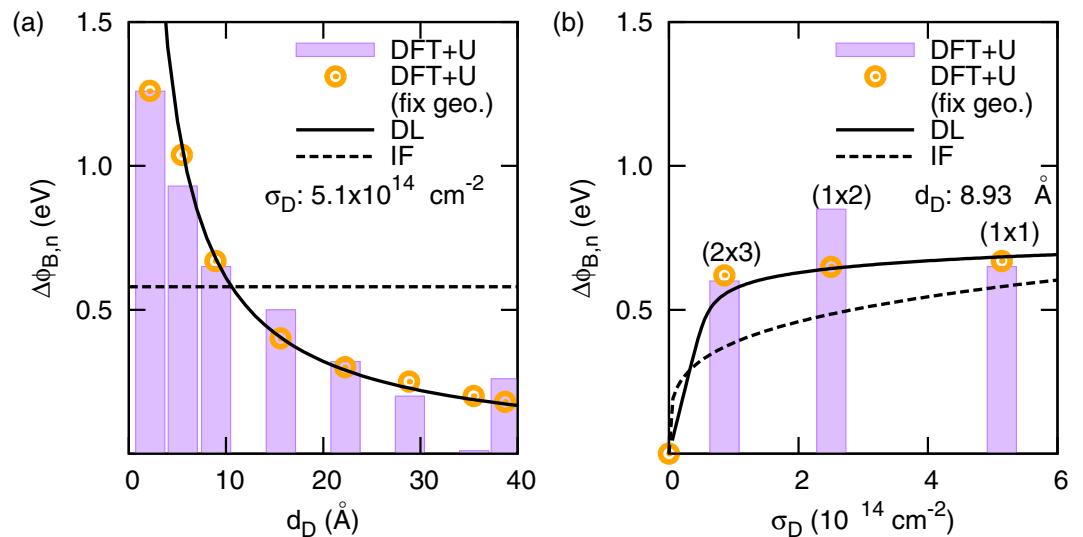 (a)
1.5
1.0
0.5
ΔϕB,n (eV)
0
10
20
30
40
dD (Å)
DFT+U
DFT+U
(fix geo.)
DL
IF
σD: 5.1x10^14 cm^-2
(b)
1.5
1.0
0.5
ΔϕB,n (eV)
0
2
4
6
σD (10^14 cm^-2)
DFT+U
DFT+U
(fix geo.)
DL
IF
(1x2) dD: 8.93 Å
(2x3) (1x1)